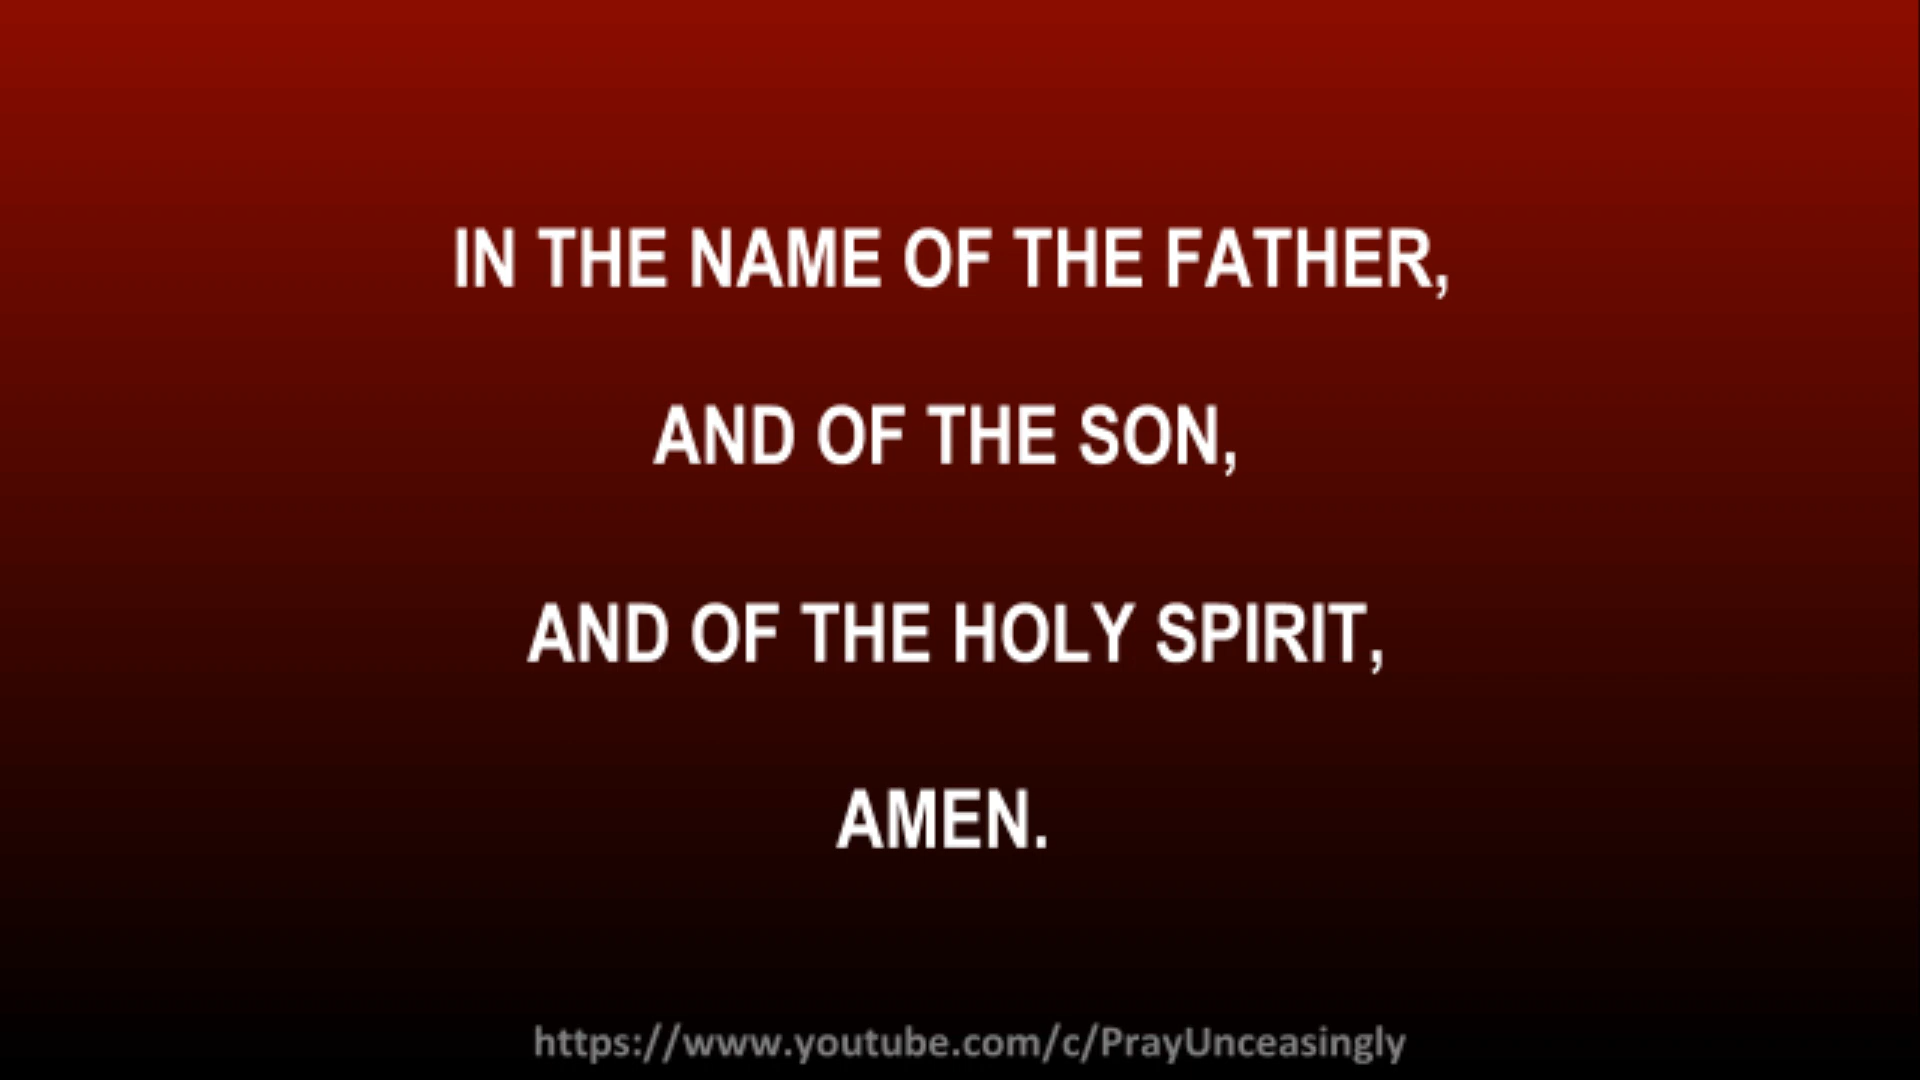 IN THE NAME OF THE FATHER,
AND OF THE SON,
AND OF THE HOLY SPIRIT,
AMEN.
https://www.youtube.com/c/PrayUnceasingly